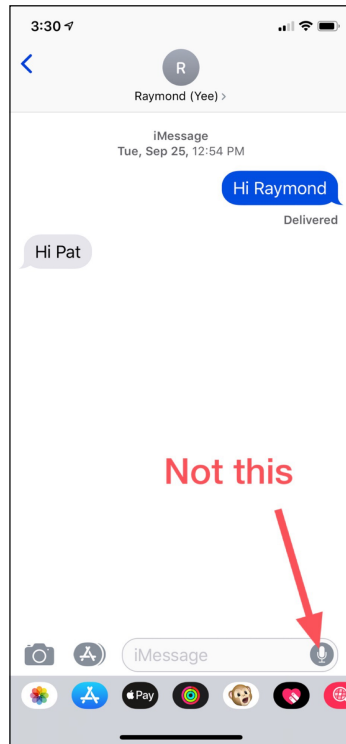 3:30
R
Raymond (Yee) >
iMessage
Tue, Sep 25, 12:54 PM
Hi Raymond
Delivered
Hi Pat
Not this
iMessage
Pay